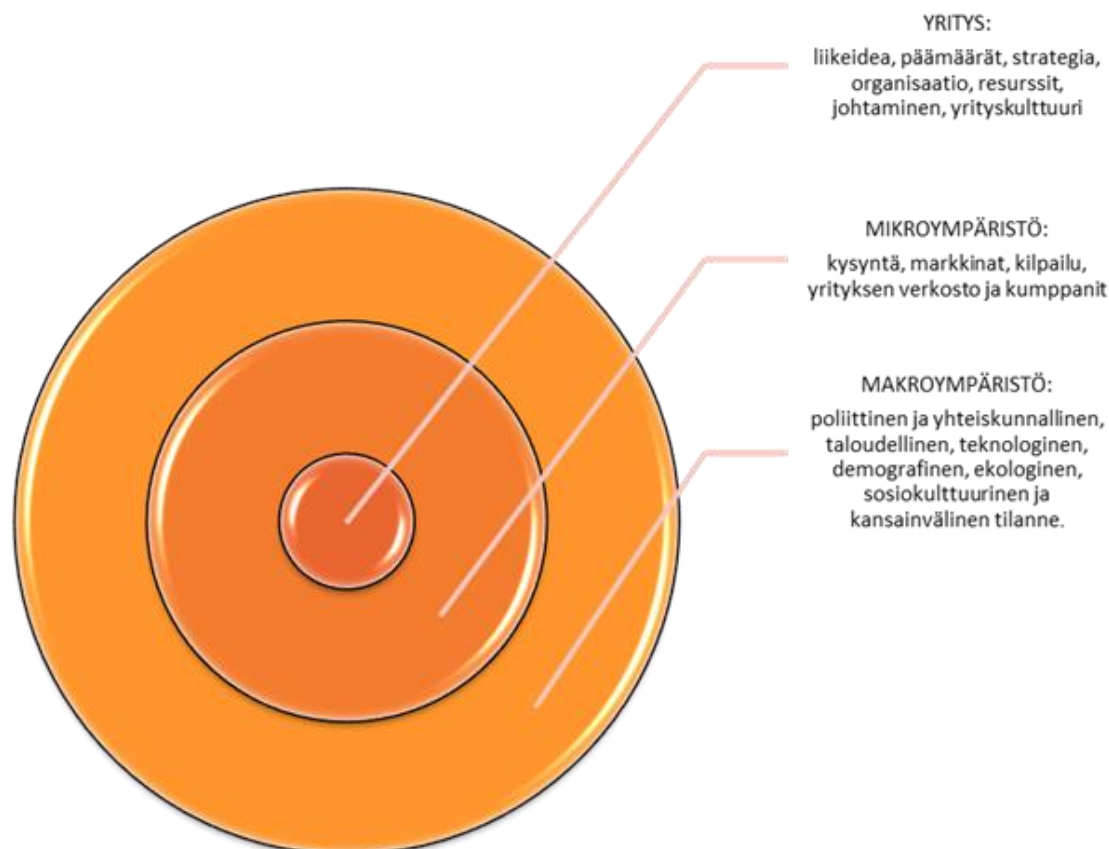 YRITYS:
liikeidea, päämäärät, strategia,
organisaatio, resurssit,
johtaminen, yrityskulttuuri
MIKROYMPÄRISTÖ:
kysyntä, markkinat, kilpailu,
yrityksen verkosto ja kumppanit
MAKROYMPÄRISTÖ:
poliittinen ja yhteiskunnallinen,
taloudellinen, teknologinen,
demografinen, ekologinen,
sosiokulttuurinen ja
kansainvälinen tilanne.